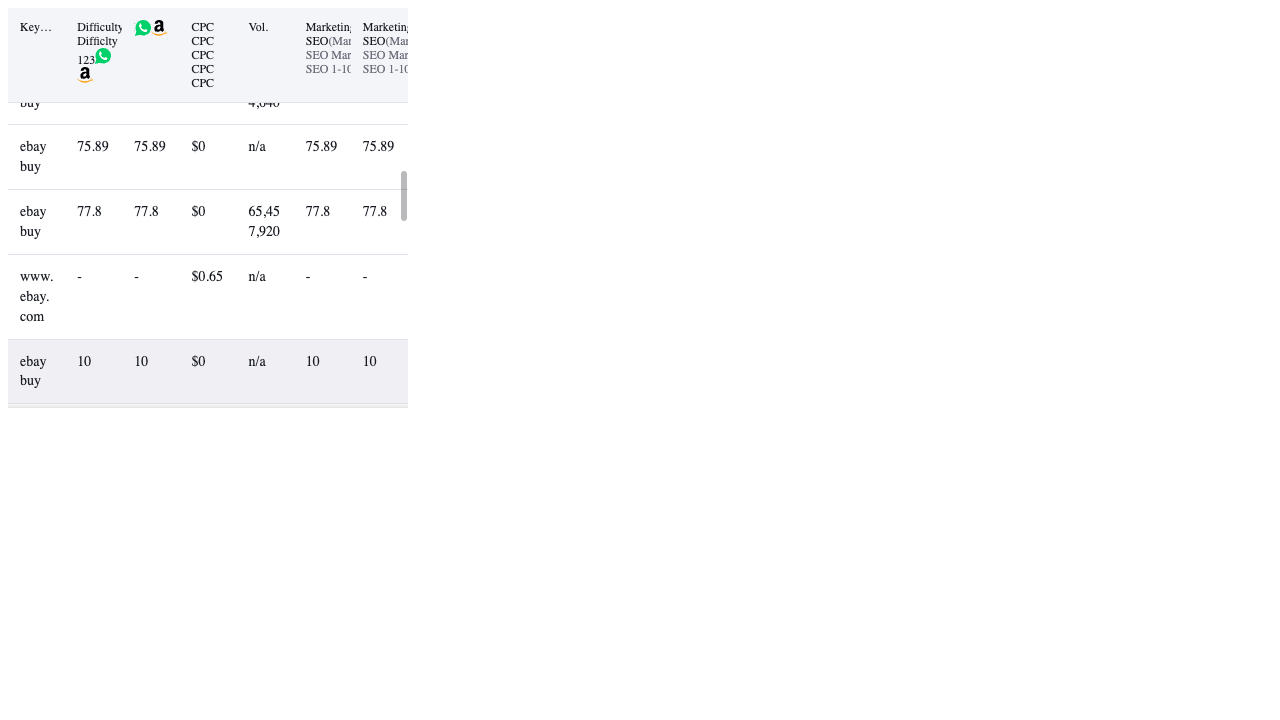 Key… Difficulty CPC Vol. Marketing Marketing
Difficlty CPC SEO(Mar SEO(Mar
123 CPC SEO Mar SEO Mar
CPC SEO 1-10 SEO 1-10
CPC
buy 4,640
ebay 75.89 75.89 $0 n/a 75.89 75.89
buy
ebay 77.8 77.8 $0 65,45 77.8 77.8
buy 7,920
www. - - $0.65 n/a - -
ebay.
com
ebay 10 10 $0 n/a 10 10
buy